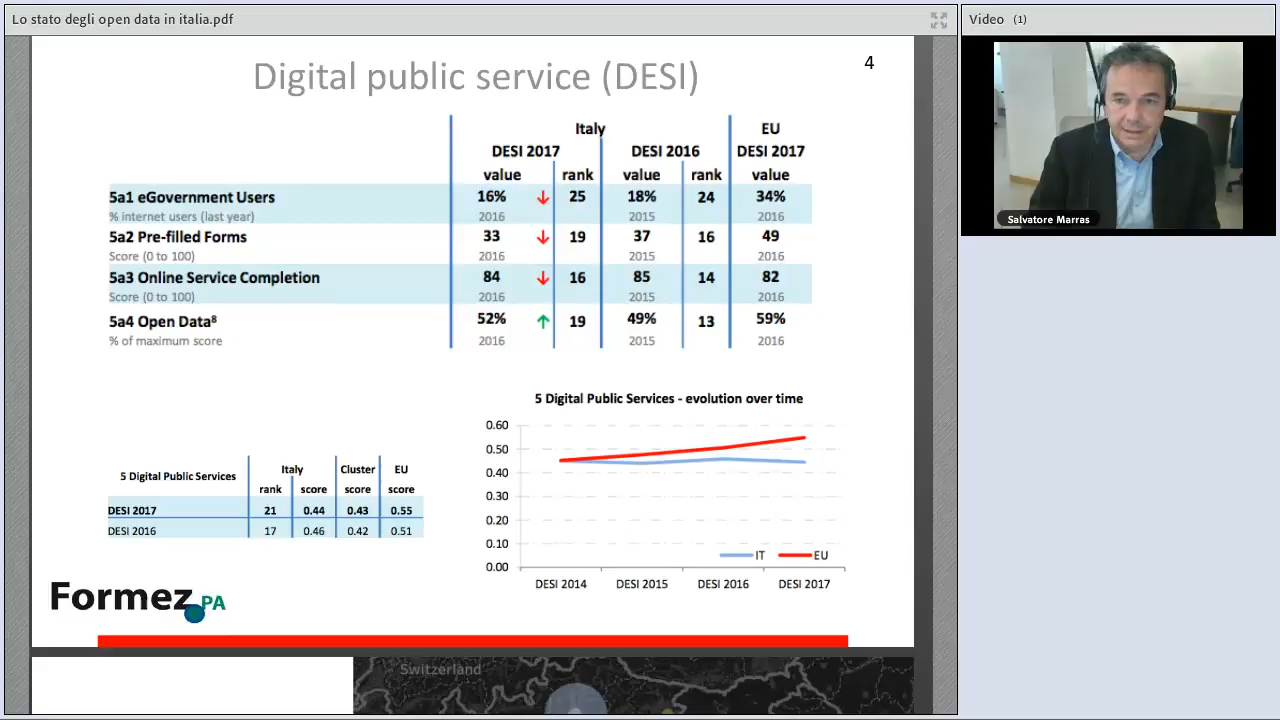 Lo stato degli open data in italia.pdf
Video (1)
Salvatore Marras
4
Digital public service (DESI)
Italy EU
DESI 2017 DESI 2016 DESI 2017
value rank value rank value
5a1 eGovernment Users 16% 25 18% 24 34%
% internet users (last year) 2016 2015 2016
5a2 Pre-filled Forms 33 19 37 16 49
Score (0 to 100) 2016 2015 2016
5a3 Online Service Completion 84 16 85 14 82
Score (0 to 100) 2016 2015 2016
5a4 Open Data⁸ 52% 19 49% 13 59%
% of maximum score 2016 2015 2016
5 Digital Public Services Italy Cluster EU
rank score score score
DESI 2017 21 0.44 0.43 0.55
DESI 2016 17 0.46 0.42 0.51
5 Digital Public Services - evolution over time
0.60
0.50
0.40
0.30
0.20
0.10
0.00
IT EU
DESI 2014 DESI 2015 DESI 2016 DESI 2017
Formez PA
Switzerland